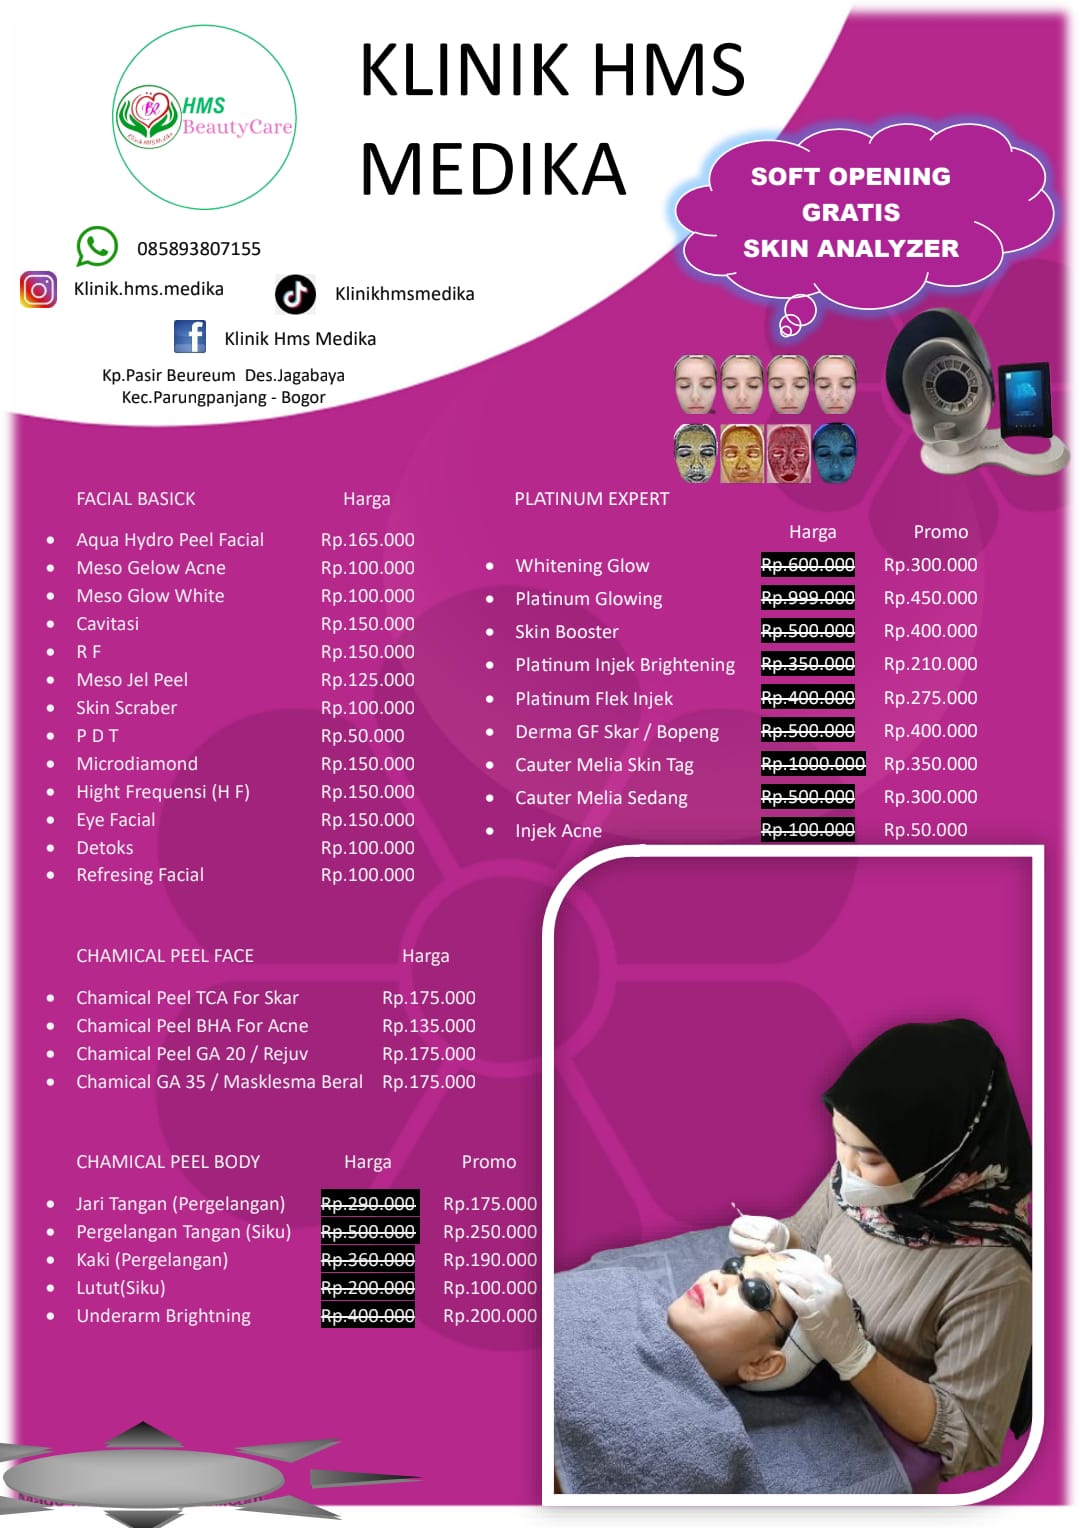 KLINIK HMS
MEDIKA
HMS
BeautyCare
SOFT OPENING
GRATIS
SKIN ANALYZER
085893807155
Klinik.hms.medika
Klinikhmsmedika
Klinik Hms Medika
Kp.Pasir Beureum Des.Jagabaya
Kec.Parungpanjang - Bogor
FACIAL BASICK Harga
• Aqua Hydro Peel Facial Rp.165.000
• Meso Gelow Acne Rp.100.000
• Meso Glow White Rp.100.000
• Cavitasi Rp.150.000
• R F Rp.150.000
• Meso Jel Peel Rp.125.000
• Skin Scraber Rp.100.000
• P D T Rp.50.000
• Microdiamond Rp.150.000
• Hight Frequensi (H F) Rp.150.000
• Eye Facial Rp.150.000
• Detoks Rp.100.000
• Refresing Facial Rp.100.000
PLATINUM EXPERT
Harga Promo
• Whitening Glow Rp.600.000 Rp.300.000
• Platinum Glowing Rp.999.000 Rp.450.000
• Skin Booster Rp.500.000 Rp.400.000
• Platinum Injek Brightening Rp.350.000 Rp.210.000
• Platinum Flek Injek Rp.400.000 Rp.275.000
• Derma GF Skar / Bopeng Rp.500.000 Rp.400.000
• Cauter Melia Skin Tag Rp.1000.000 Rp.350.000
• Cauter Melia Sedang Rp.500.000 Rp.300.000
• Injek Acne Rp.100.000 Rp.50.000
CHAMICAL PEEL FACE Harga
• Chamical Peel TCA For Skar Rp.175.000
• Chamical Peel BHA For Acne Rp.135.000
• Chamical Peel GA 20 / Rejuv Rp.175.000
• Chamical GA 35 / Masklesma Beral Rp.175.000
CHAMICAL PEEL BODY Harga Promo
• Jari Tangan (Pergelangan) Rp.290.000 Rp.175.000
• Pergelangan Tangan (Siku) Rp.500.000 Rp.250.000
• Kaki (Pergelangan) Rp.360.000 Rp.190.000
• Lutut(Siku) Rp.200.000 Rp.100.000
• Underarm Brightning Rp.400.000 Rp.200.000